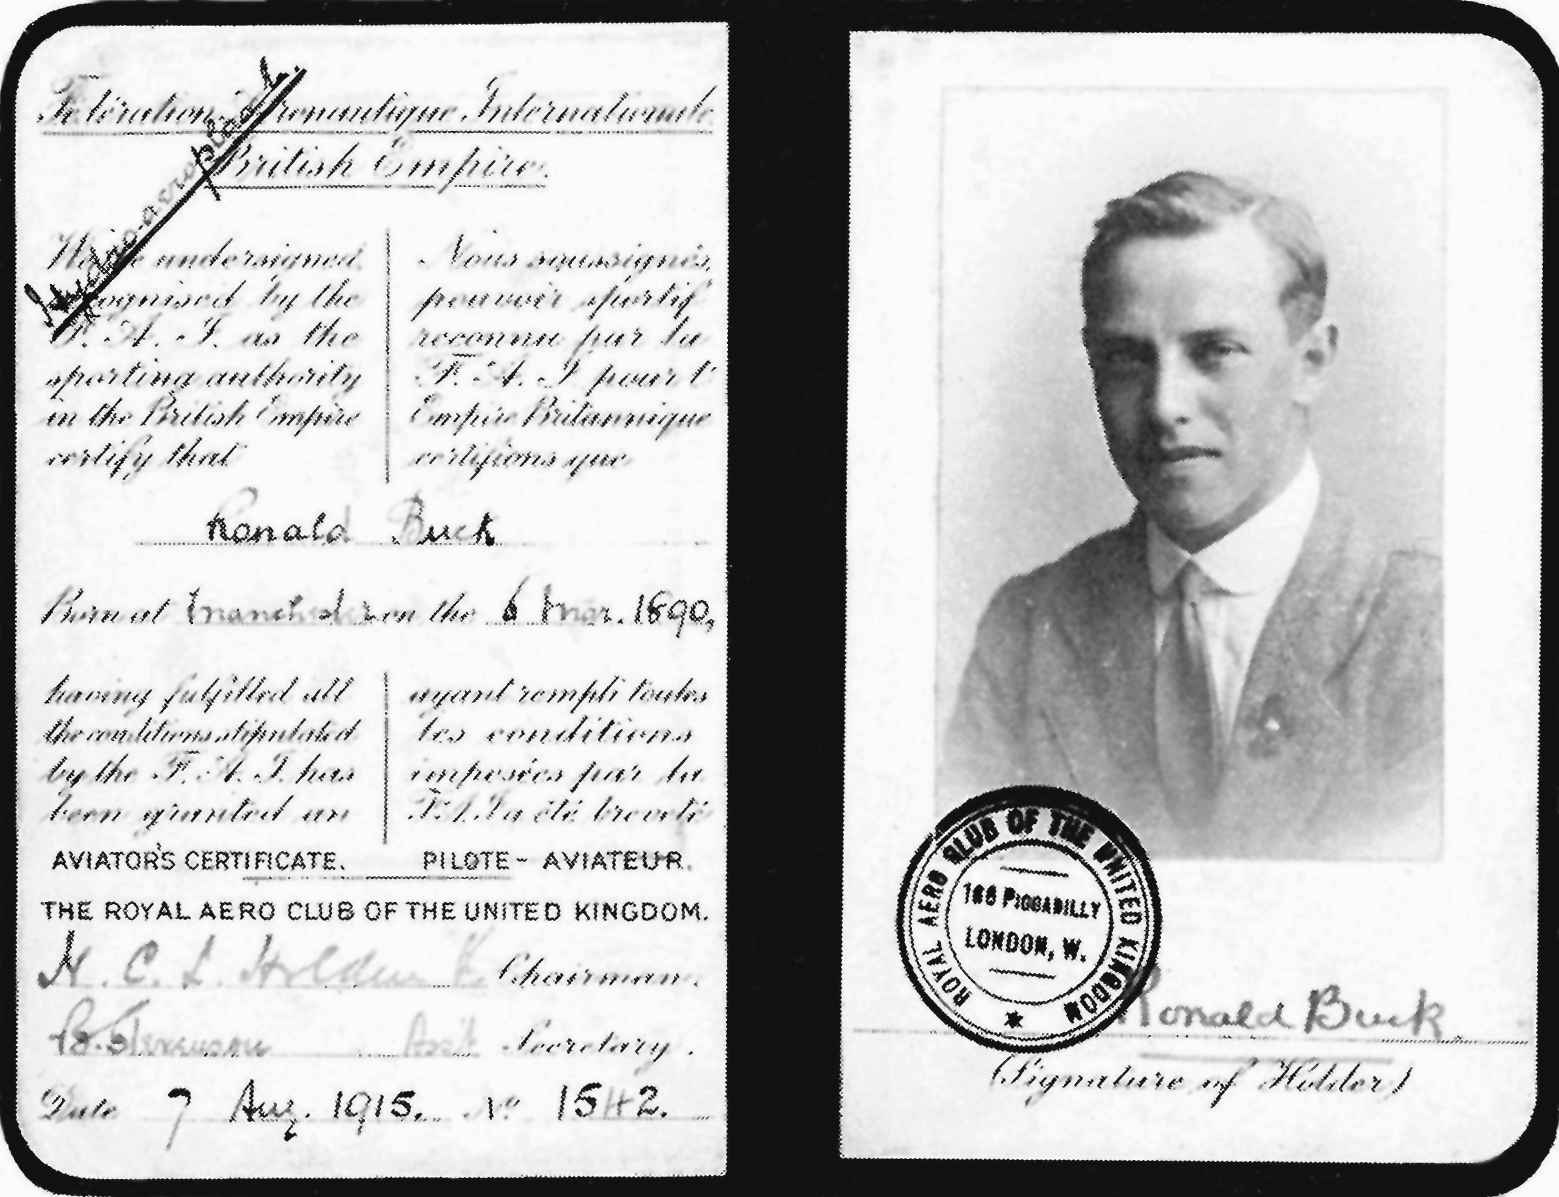 Hydro-aeroplane.
Fédération Aéronautique Internationale
British Empire.
We the undersigned
recognised by the
F. A. I. as the
sporting authority
in the British Empire
certify that
Nous soussignés,
pouvoir sportif
reconnu par la
F. A. I pour l'
Empire Britannique
certifions que
Ronald Buck
Born at Manchester on the 6 Mar. 1890,
having fulfilled all
the conditions stipulated
by the F. A. I. has
been granted an
ayant rempli toutes
les conditions
imposées par la
F.A.I a été breveté
AVIATOR'S CERTIFICATE.
PILOTE- AVIATEUR.
THE ROYAL AERO CLUB OF THE UNITED KINGDOM.
H. C. L. Holden Chairman.
B. Stevenson Ass't Secretary.
Date 7 Aug. 1915. No 1542.
ROYAL AERO CLUB OF THE UNITED KINGDOM
166 PICCADILLY
LONDON, W.
Ronald Buck
(Signature of Holder)